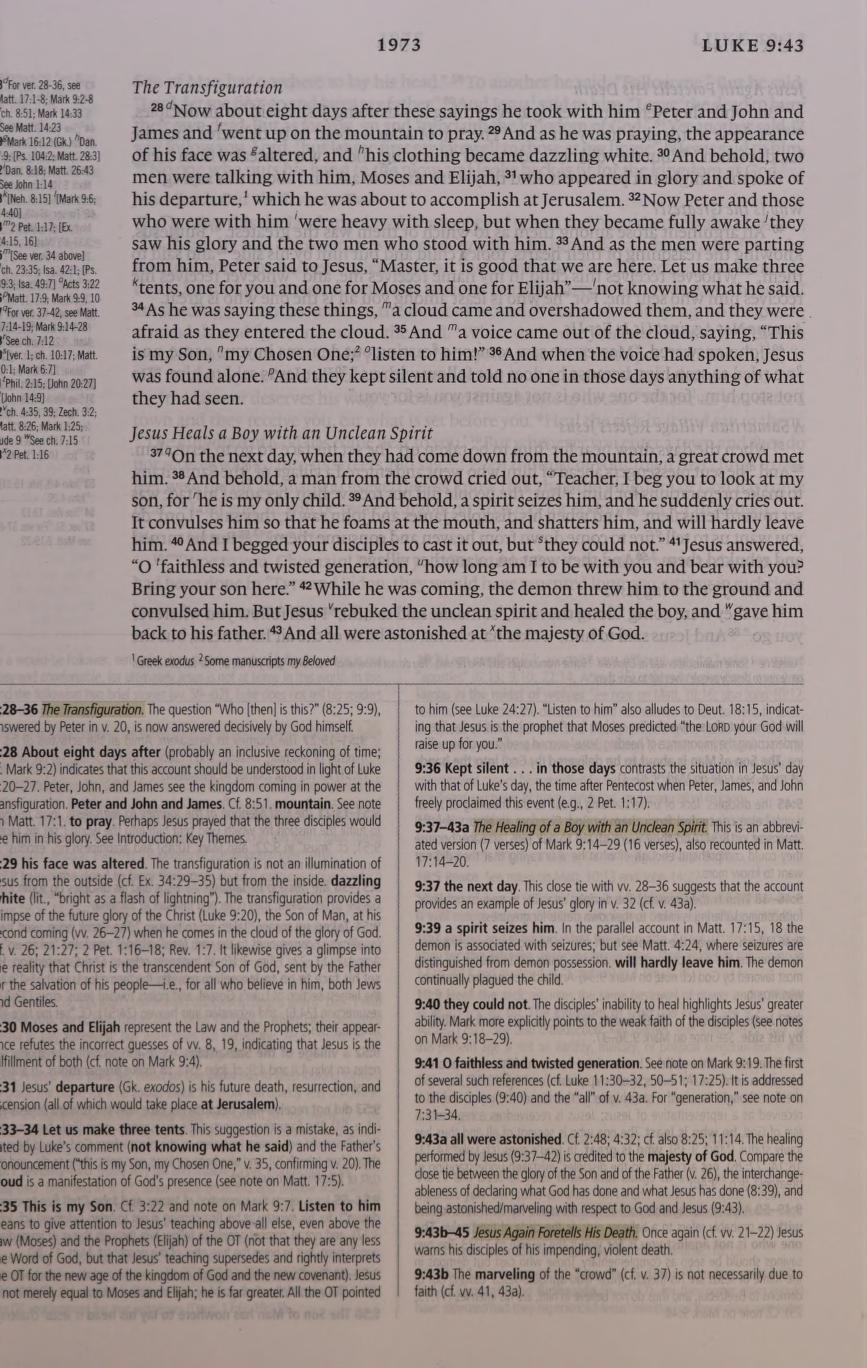 1973
LUKE 9:43
dFor ver. 28-36, see
Matt. 17:1-8; Mark 9:2-8
ch. 8:51; Mark 14:33
See Matt. 14:23
gMark 16:12 (Gk.) hDan.
:9; [Ps. 104:2; Matt. 28:3]
iDan. 8:18; Matt. 26:43
See John 1:14
k[Neh. 8:15] l[Mark 9:6;
4:40]
m2 Pet. 1:17; [Ex.
4:15, 16]
m[See ver. 34 above]
ch. 23:35; Isa. 42:1; [Ps.
9:3; Isa. 49:7] oActs 3:22
pMatt. 17:9; Mark 9:9, 10
qFor ver. 37-42, see Matt.
7:14-19; Mark 9:14-28
rSee ch. 7:12
s[ver. 1; ch. 10:17; Matt.
0:1; Mark 6:7]
tPhil. 2:15; [John 20:27]
[John 14:9]
vch. 4:35, 39; Zech. 3:2;
Matt. 8:26; Mark 1:25;
ude 9 wSee ch. 7:15
x2 Pet. 1:16
The Transfiguration
28 dNow about eight days after these sayings he took with him ePeter and John and
James and fwent up on the mountain to pray. 29 And as he was praying, the appearance
of his face was galtered, and hhis clothing became dazzling white. 30 And behold, two
men were talking with him, Moses and Elijah, 31 who appeared in glory and spoke of
his departure,1 which he was about to accomplish at Jerusalem. 32 Now Peter and those
who were with him iwere heavy with sleep, but when they became fully awake jthey
saw his glory and the two men who stood with him. 33 And as the men were parting
from him, Peter said to Jesus, “Master, it is good that we are here. Let us make three
ktents, one for you and one for Moses and one for Elijah”—lnot knowing what he said.
34 As he was saying these things, ma cloud came and overshadowed them, and they were
afraid as they entered the cloud. 35 And ma voice came out of the cloud, saying, “This
is my Son, nmy Chosen One;2 olisten to him!” 36 And when the voice had spoken, Jesus
was found alone. pAnd they kept silent and told no one in those days anything of what
they had seen.
Jesus Heals a Boy with an Unclean Spirit
37 qOn the next day, when they had come down from the mountain, a great crowd met
him. 38 And behold, a man from the crowd cried out, “Teacher, I beg you to look at my
son, for rhe is my only child. 39 And behold, a spirit seizes him, and he suddenly cries out.
It convulses him so that he foams at the mouth, and shatters him, and will hardly leave
him. 40 And I begged your disciples to cast it out, but sthey could not.” 41 Jesus answered,
“O tfaithless and twisted generation, uhow long am I to be with you and bear with you?
Bring your son here.” 42 While he was coming, the demon threw him to the ground and
convulsed him. But Jesus vrebuked the unclean spirit and healed the boy, and wgave him
back to his father. 43 And all were astonished at xthe majesty of God.
1 Greek exodus 2 Some manuscripts my Beloved
:28–36 The Transfiguration. The question “Who [then] is this?” (8:25; 9:9),
nswered by Peter in v. 20, is now answered decisively by God himself.
:28 About eight days after (probably an inclusive reckoning of time;
. Mark 9:2) indicates that this account should be understood in light of Luke
:20–27. Peter, John, and James see the kingdom coming in power at the
ansfiguration. Peter and John and James. Cf. 8:51. mountain. See note
n Matt. 17:1. to pray. Perhaps Jesus prayed that the three disciples would
e him in his glory. See Introduction: Key Themes.
:29 his face was altered. The transfiguration is not an illumination of
sus from the outside (cf. Ex. 34:29–35) but from the inside. dazzling
hite (lit., “bright as a flash of lightning”). The transfiguration provides a
impse of the future glory of the Christ (Luke 9:20), the Son of Man, at his
econd coming (vv. 26–27) when he comes in the cloud of the glory of God.
f. v. 26; 21:27; 2 Pet. 1:16–18; Rev. 1:7. It likewise gives a glimpse into
e reality that Christ is the transcendent Son of God, sent by the Father
r the salvation of his people—i.e., for all who believe in him, both Jews
nd Gentiles.
:30 Moses and Elijah represent the Law and the Prophets; their appear-
nce refutes the incorrect guesses of vv. 8, 19, indicating that Jesus is the
lfillment of both (cf. note on Mark 9:4).
:31 Jesus’ departure (Gk. exodos) is his future death, resurrection, and
scension (all of which would take place at Jerusalem).
:33–34 Let us make three tents. This suggestion is a mistake, as indi-
ated by Luke’s comment (not knowing what he said) and the Father’s
ronouncement (“this is my Son, my Chosen One,” v. 35, confirming v. 20). The
oud is a manifestation of God’s presence (see note on Matt. 17:5).
:35 This is my Son. Cf. 3:22 and note on Mark 9:7. Listen to him
eans to give attention to Jesus’ teaching above all else, even above the
aw (Moses) and the Prophets (Elijah) of the OT (not that they are any less
e Word of God, but that Jesus’ teaching supersedes and rightly interprets
e OT for the new age of the kingdom of God and the new covenant). Jesus
not merely equal to Moses and Elijah; he is far greater. All the OT pointed
to him (see Luke 24:27). “Listen to him” also alludes to Deut. 18:15, indicat-
ing that Jesus is the prophet that Moses predicted “the LORD your God will
raise up for you.”
9:36 Kept silent . . . in those days contrasts the situation in Jesus’ day
with that of Luke’s day, the time after Pentecost when Peter, James, and John
freely proclaimed this event (e.g., 2 Pet. 1:17).
9:37–43a The Healing of a Boy with an Unclean Spirit. This is an abbrevi-
ated version (7 verses) of Mark 9:14–29 (16 verses), also recounted in Matt.
17:14–20.
9:37 the next day. This close tie with vv. 28–36 suggests that the account
provides an example of Jesus’ glory in v. 32 (cf. v. 43a).
9:39 a spirit seizes him. In the parallel account in Matt. 17:15, 18 the
demon is associated with seizures; but see Matt. 4:24, where seizures are
distinguished from demon possession. will hardly leave him. The demon
continually plagued the child.
9:40 they could not. The disciples’ inability to heal highlights Jesus’ greater
ability. Mark more explicitly points to the weak faith of the disciples (see notes
on Mark 9:18–29).
9:41 O faithless and twisted generation. See note on Mark 9:19. The first
of several such references (cf. Luke 11:30–32, 50–51; 17:25). It is addressed
to the disciples (9:40) and the “all” of v. 43a. For “generation,” see note on
7:31–34.
9:43a all were astonished. Cf. 2:48; 4:32; cf. also 8:25; 11:14. The healing
performed by Jesus (9:37–42) is credited to the majesty of God. Compare the
close tie between the glory of the Son and of the Father (v. 26), the interchange-
ableness of declaring what God has done and what Jesus has done (8:39), and
being astonished/marveling with respect to God and Jesus (9:43).
9:43b–45 Jesus Again Foretells His Death. Once again (cf. vv. 21–22) Jesus
warns his disciples of his impending, violent death.
9:43b The marveling of the “crowd” (cf. v. 37) is not necessarily due to
faith (cf. vv. 41, 43a).